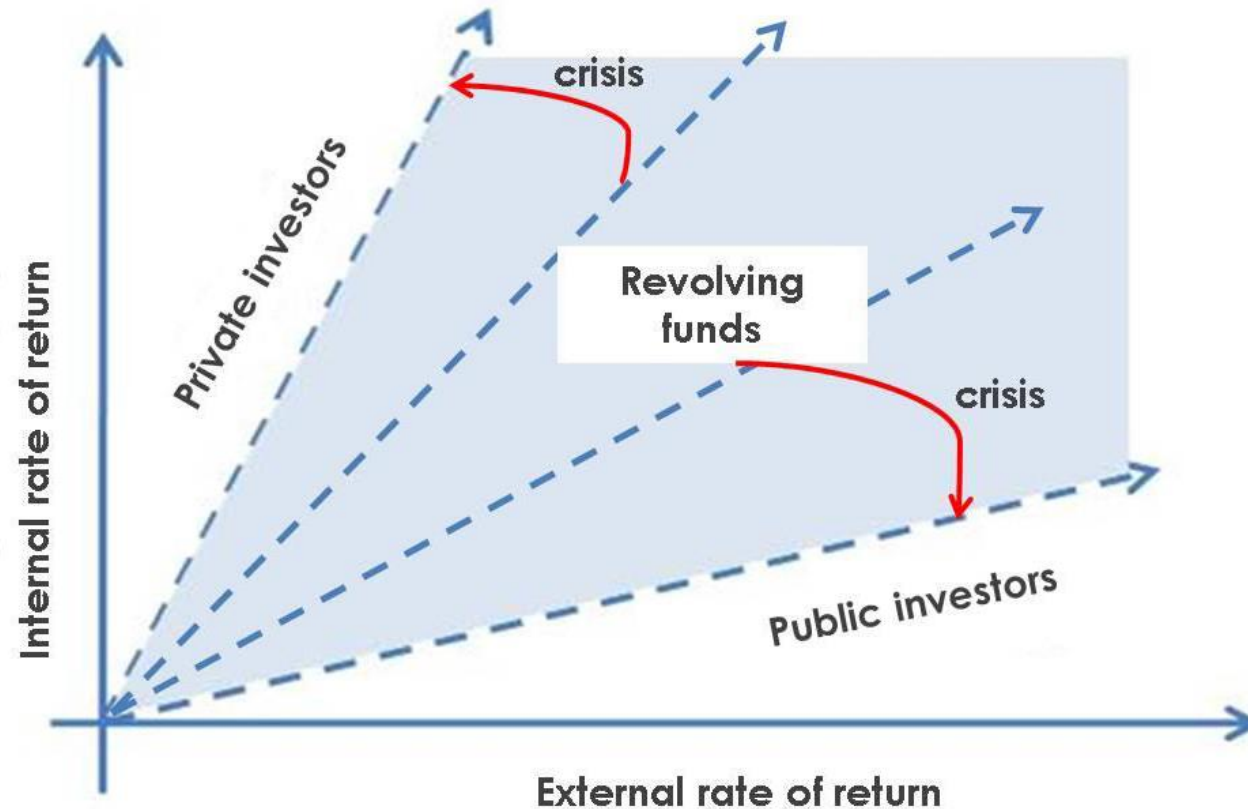 crisis
Private investors
Internal rate of return
Revolving
funds
crisis
Public investors
External rate of return